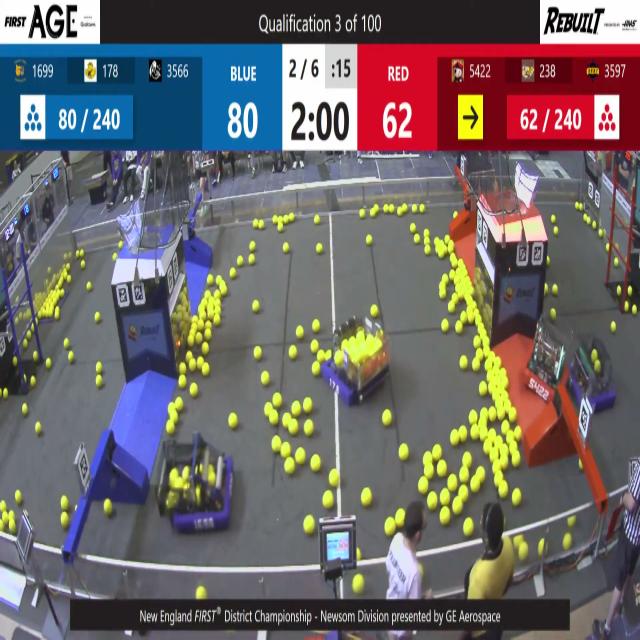 FIRST AGE
Qualification 3 of 100
REBUILT
1699 178 3566
BLUE
2 / 6 :15
RED
5422 238 3597
80 / 240
80
2:00
62
62 / 240
5422
New England FIRST® District Championship - Newsom Division presented by GE Aerospace